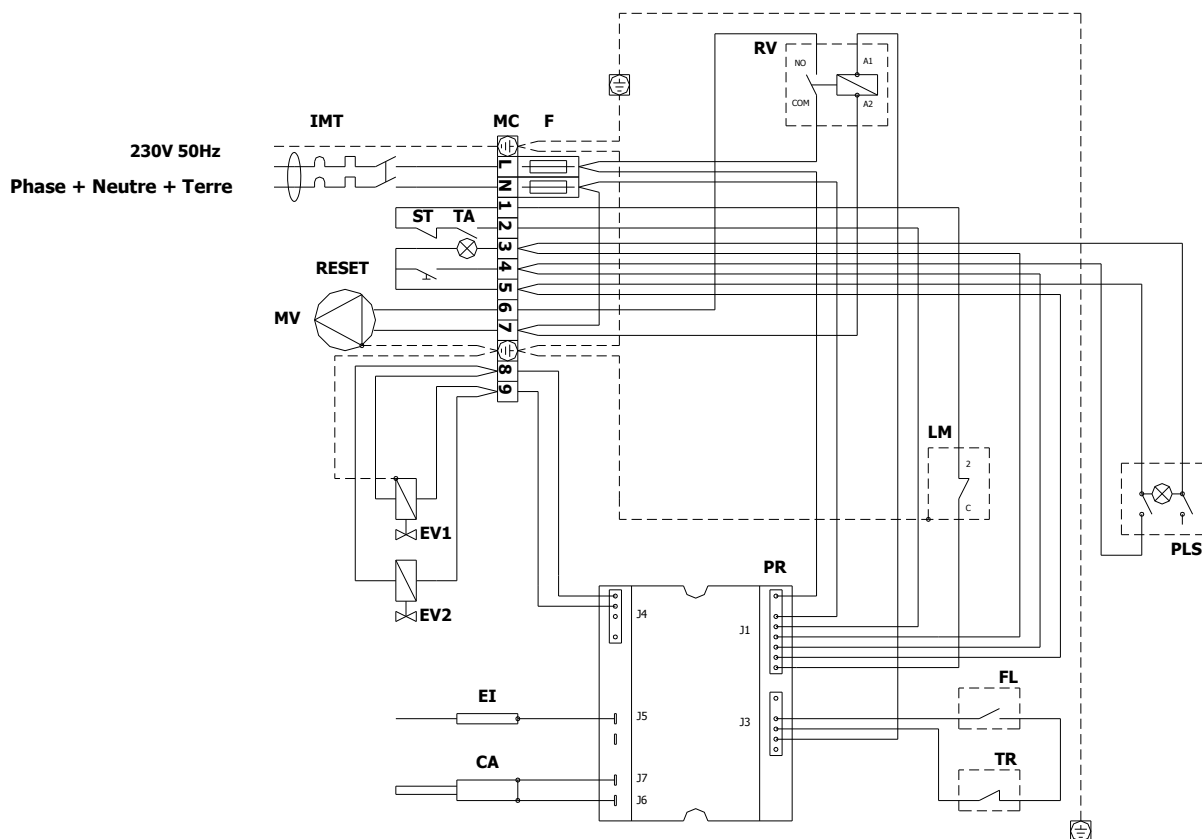 RV
NO
A1
COM
A2
IMT
MC
F
230V 50Hz
Phase + Neutre + Terre
L
N
1
ST
TA
2
3
RESET
4
5
6
MV
7
8
9
LM
2
C
EV1
PLS
PR
EV2
J4
J1
FL
EI
J5
J3
CA
TR
J7
J6